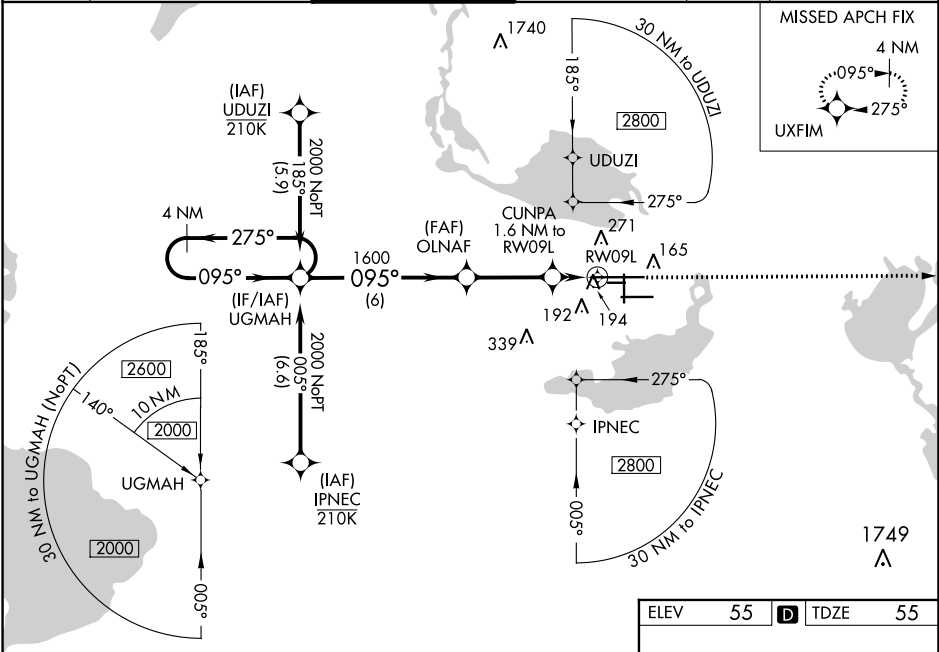 MISSED APCH FIX
4 NM
095°
275°
UXFIM
1740
30 NM to UDUZI
185°
2800
UDUZI
275°
(IAF)
UDUZI
210K
2000 NoPT
185°
(5.9)
4 NM
275°
095°
(IF/IAF)
UGMAH
1600
095°
(6)
(FAF)
OLNAF
CUNPA
1.6 NM to
RW09L
271
RW09L
165
192
194
339
2000 NoPT
005°
(6.6)
(IAF)
IPNEC
210K
30 NM to UGMAH (NoPT)
185°
2600
140°
10 NM
2000
UGMAH
2000
005°
275°
IPNEC
2800
005°
30 NM to IPNEC
1749
ELEV 55 D TDZE 55